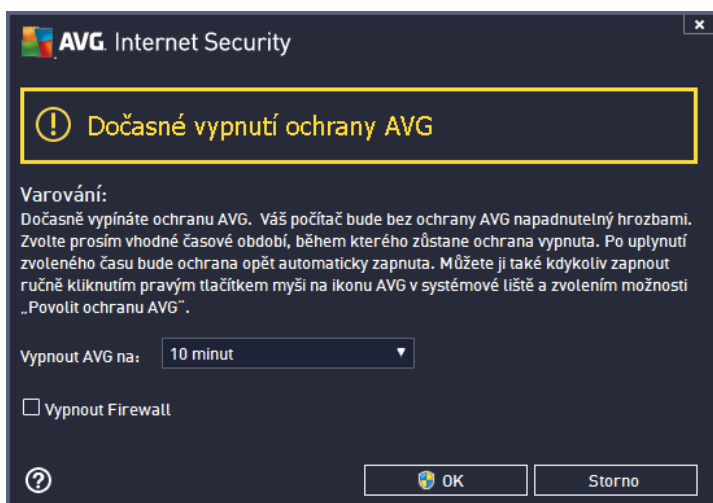 AVG. Internet Security
Dočasné vypnutí ochrany AVG
Varování:
Dočasně vypínáte ochranu AVG. Váš počítač bude bez ochrany AVG napadnutelný hrozbami.
Zvolte prosím vhodné časové období, během kterého zůstane ochrana vypnuta. Po uplynutí
zvoleného času bude ochrana opět automaticky zapnuta. Můžete ji také kdykoliv zapnout
ručně kliknutím pravým tlačítkem myši na ikonu AVG v systémové liště a zvolením možnosti
„Povolit ochranu AVG“.
Vypnout AVG na: 10 minut
Vypnout Firewall
OK Storno